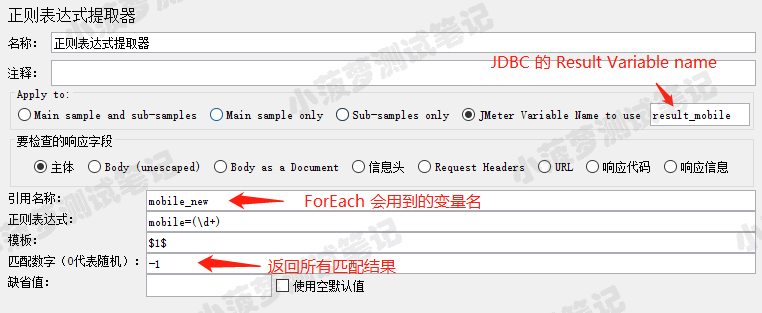 正则表达式提取器
名称： 正则表达式提取器
注释：
JDBC 的 Result Variable name
Apply to:
Main sample and sub-samples Main sample only Sub-samples only JMeter Variable Name to use result_mobile
要检查的响应字段
主体 Body (unescaped) Body as a Document 信息头 Request Headers URL 响应代码 响应信息
引用名称： mobile_new ForEach 会用到的变量名
正则表达式： mobile=(\d+)
模板： $1$
匹配数字（0代表随机）： -1 返回所有匹配结果
缺省值： 使用空默认值
小菠萝测试笔记